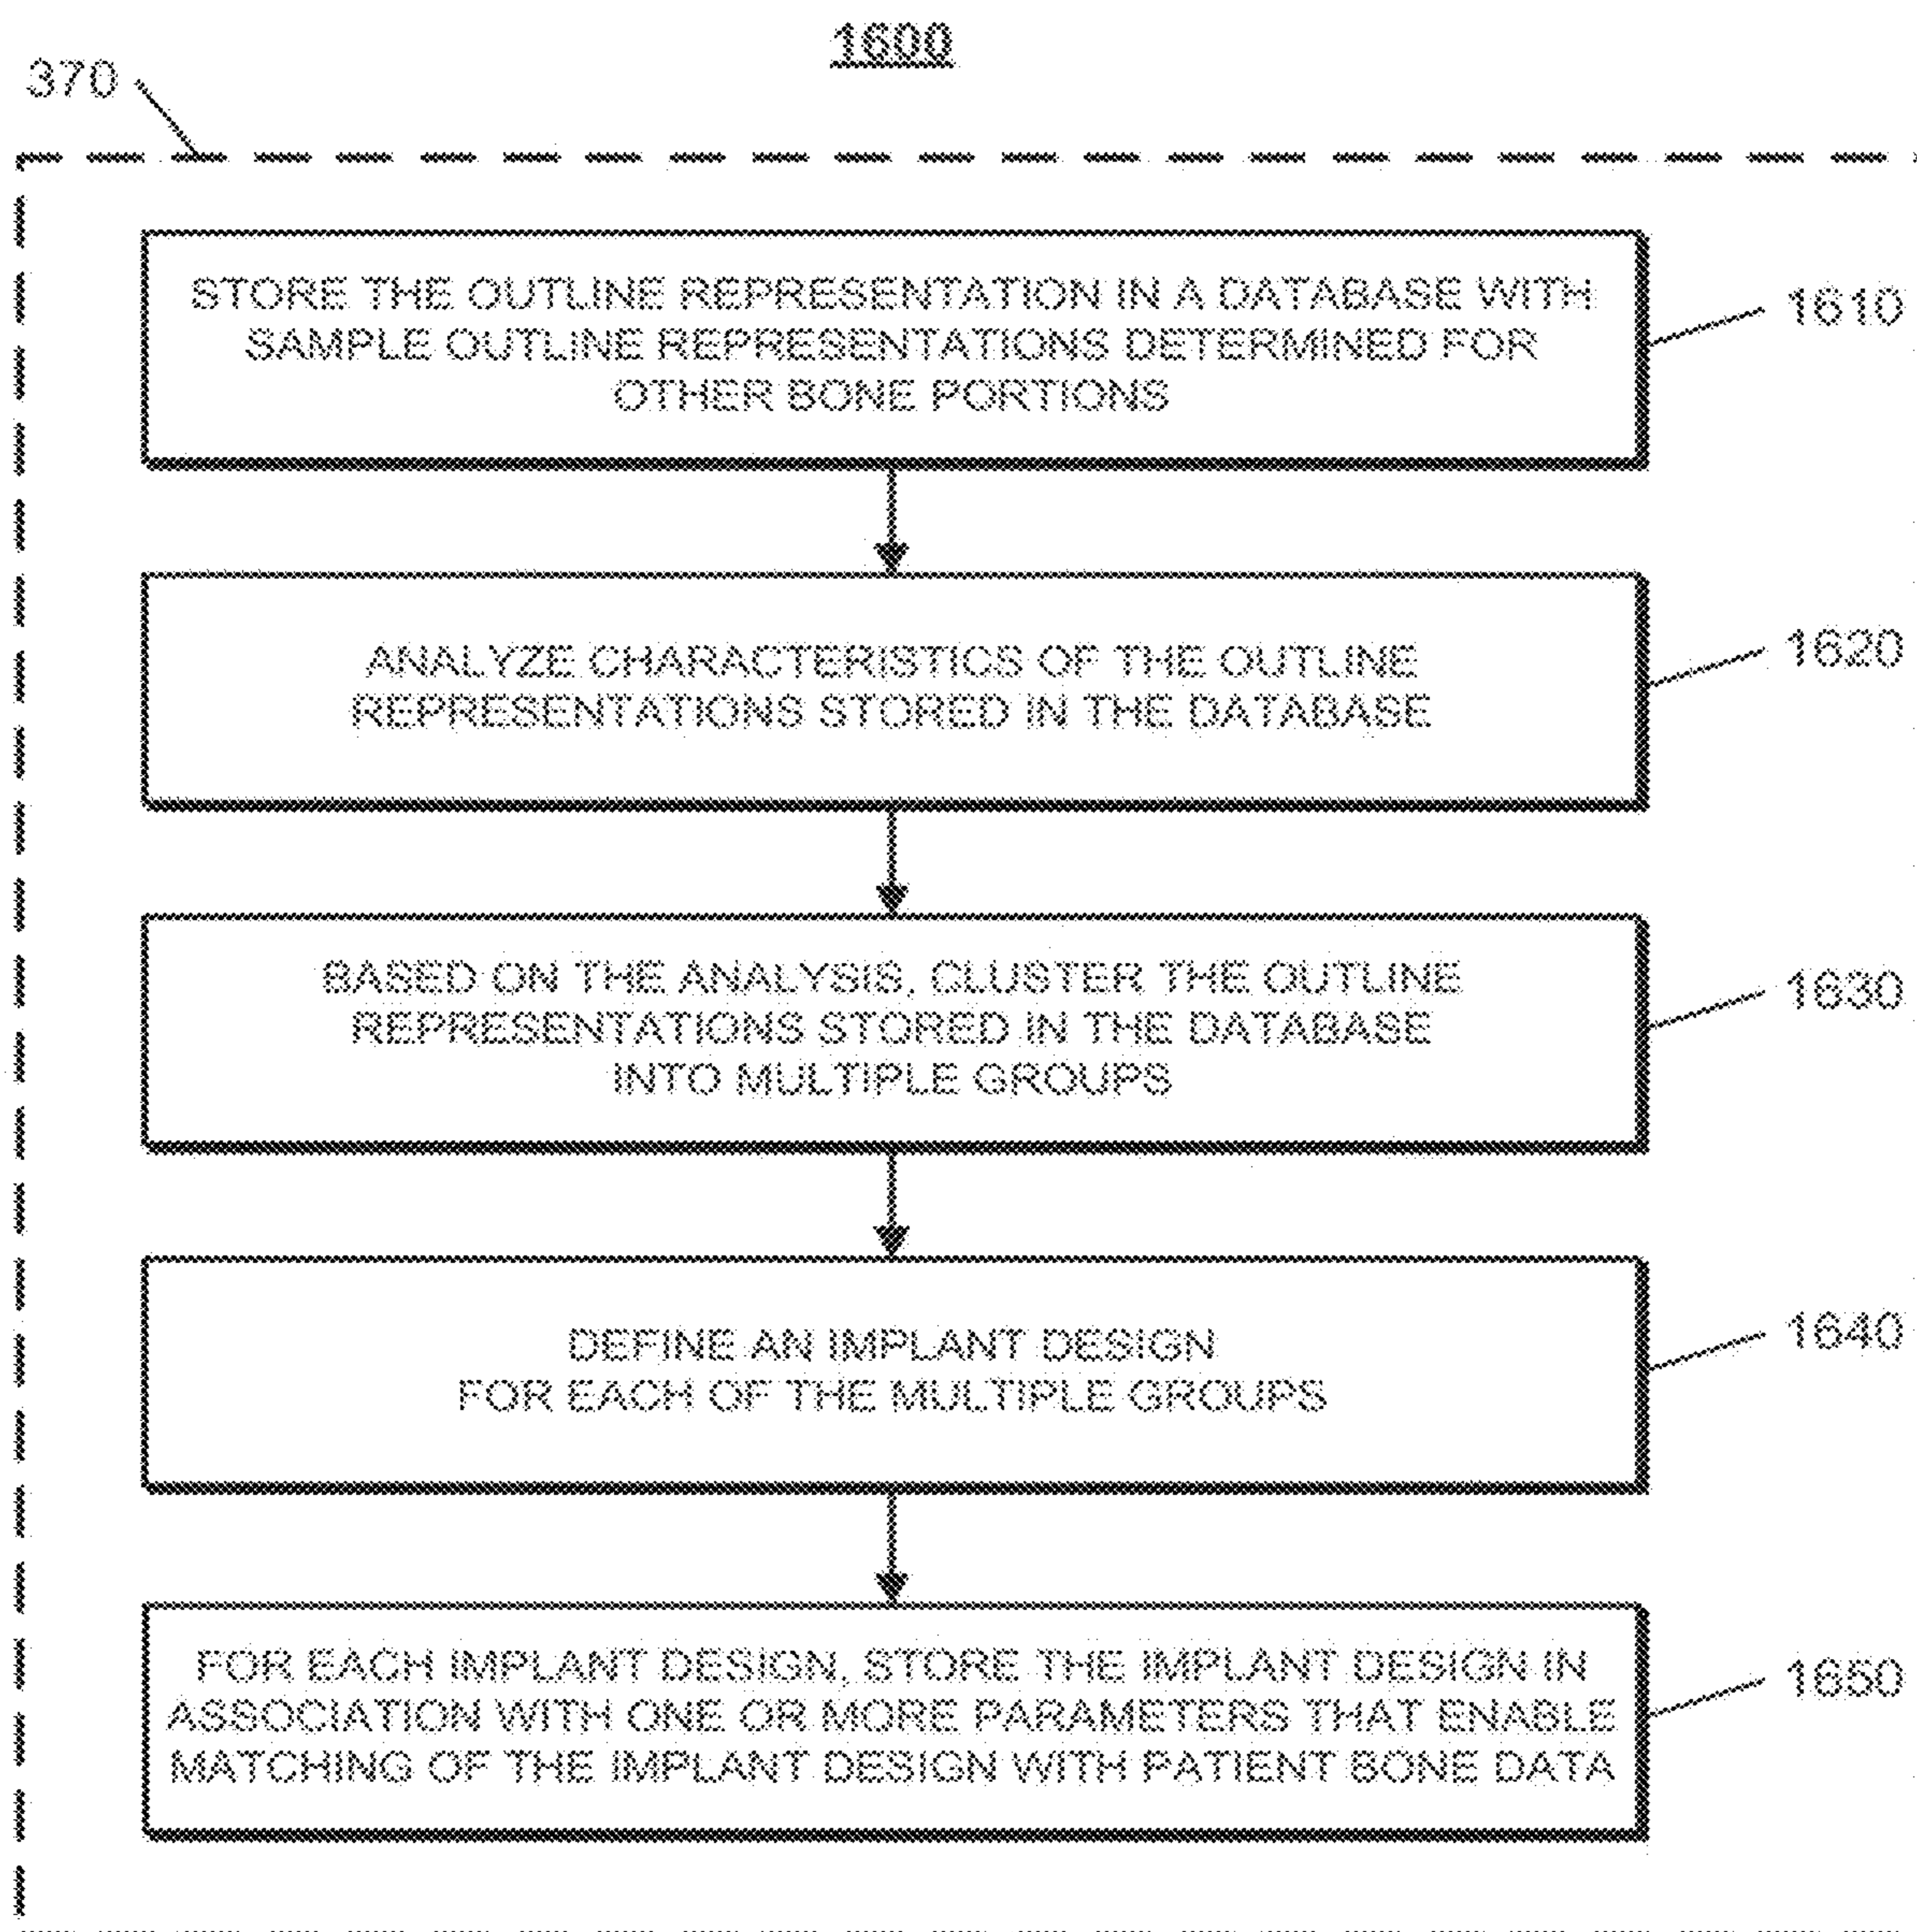 1600
370
STORE THE OUTLINE REPRESENTATION IN A DATABASE WITH
SAMPLE OUTLINE REPRESENTATIONS DETERMINED FOR
OTHER BONE PORTIONS
1610
ANALYZE CHARACTERISTICS OF THE OUTLINE
REPRESENTATIONS STORED IN THE DATABASE
1620
BASED ON THE ANALYSIS, CLUSTER THE OUTLINE
REPRESENTATIONS STORED IN THE DATABASE
INTO MULTIPLE GROUPS
1630
DEFINE AN IMPLANT DESIGN
FOR EACH OF THE MULTIPLE GROUPS
1640
FOR EACH IMPLANT DESIGN, STORE THE IMPLANT DESIGN IN
ASSOCIATION WITH ONE OR MORE PARAMETERS THAT ENABLE
MATCHING OF THE IMPLANT DESIGN WITH PATIENT BONE DATA
1650